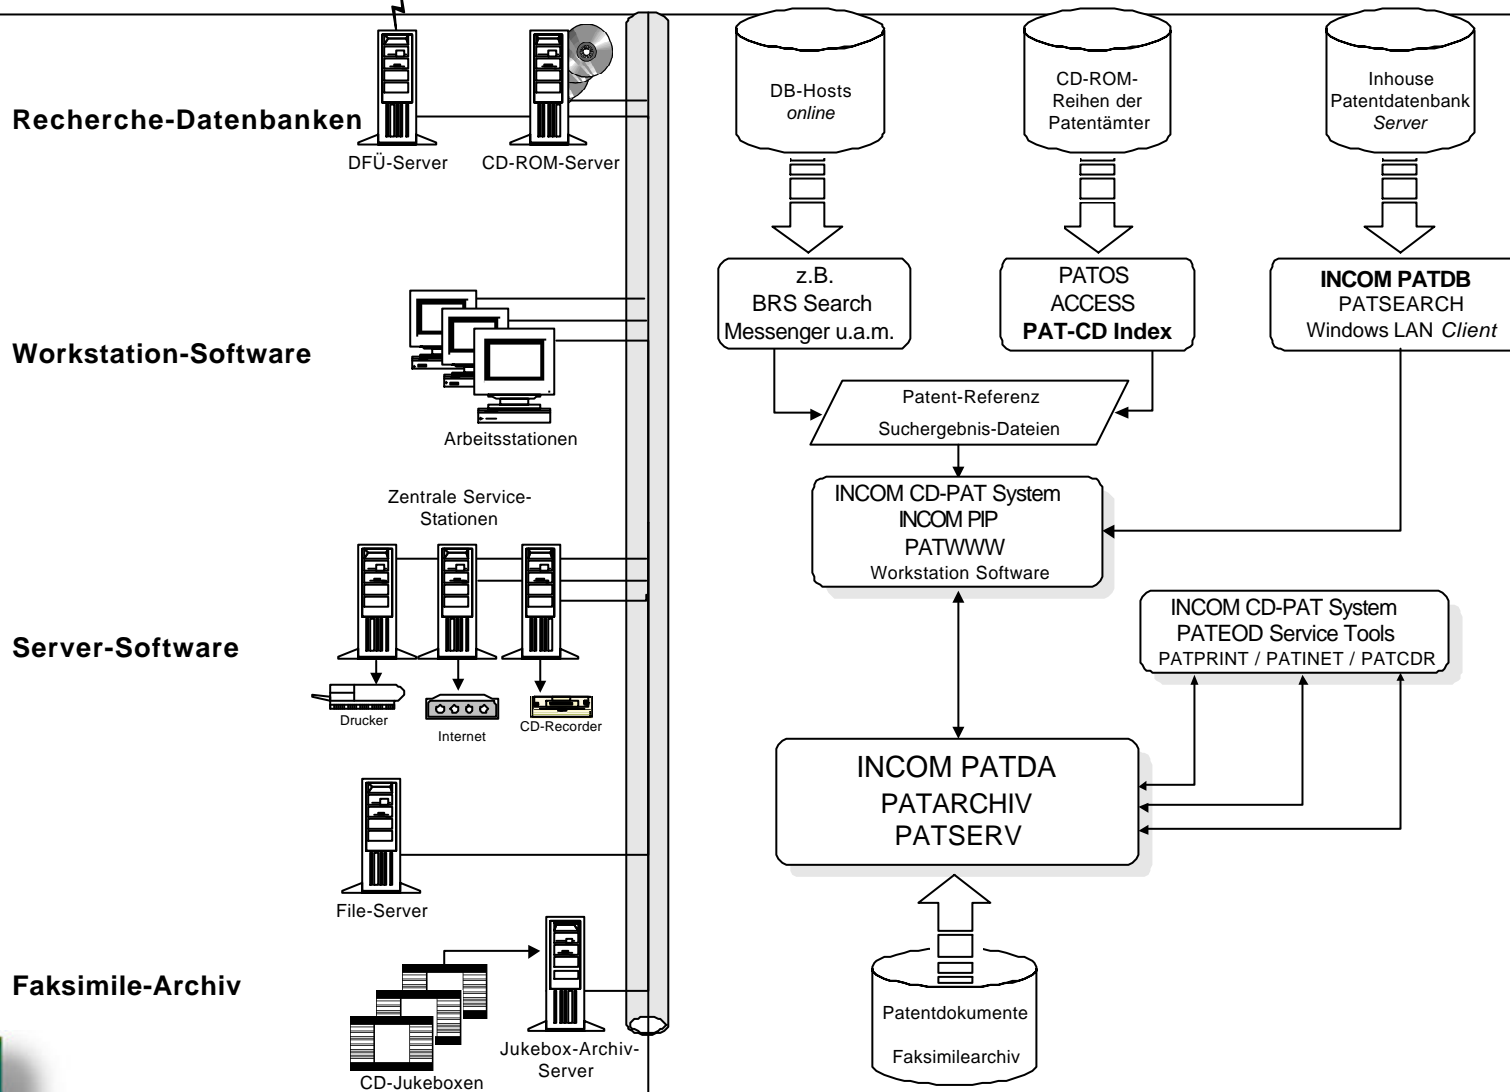 Recherche-Datenbanken
DFÜ-Server
CD-ROM-Server
DB-Hosts
online
CD-ROM-
Reihen der
Patentämter
Inhouse
Patentdatenbank
Server
Workstation-Software
Arbeitsstationen
z.B.
BRS Search
Messenger u.a.m.
PATOS
ACCESS
PAT-CD Index
INCOM PATDB
PATSEARCH
Windows LAN Client
Patent-Referenz
Suchergebnis-Dateien
INCOM CD-PAT System
INCOM PIP
PATWWW
Workstation Software
Zentrale Service-
Stationen
Server-Software
Drucker
Internet
CD-Recorder
INCOM CD-PAT System
PATEOD Service Tools
PATPRINT / PATINET / PATCDR
INCOM PATDA
PATARCHIV
PATSERV
File-Server
Faksimile-Archiv
CD-Jukeboxen
Jukebox-Archiv-
Server
Patentdokumente
Faksimilearchiv